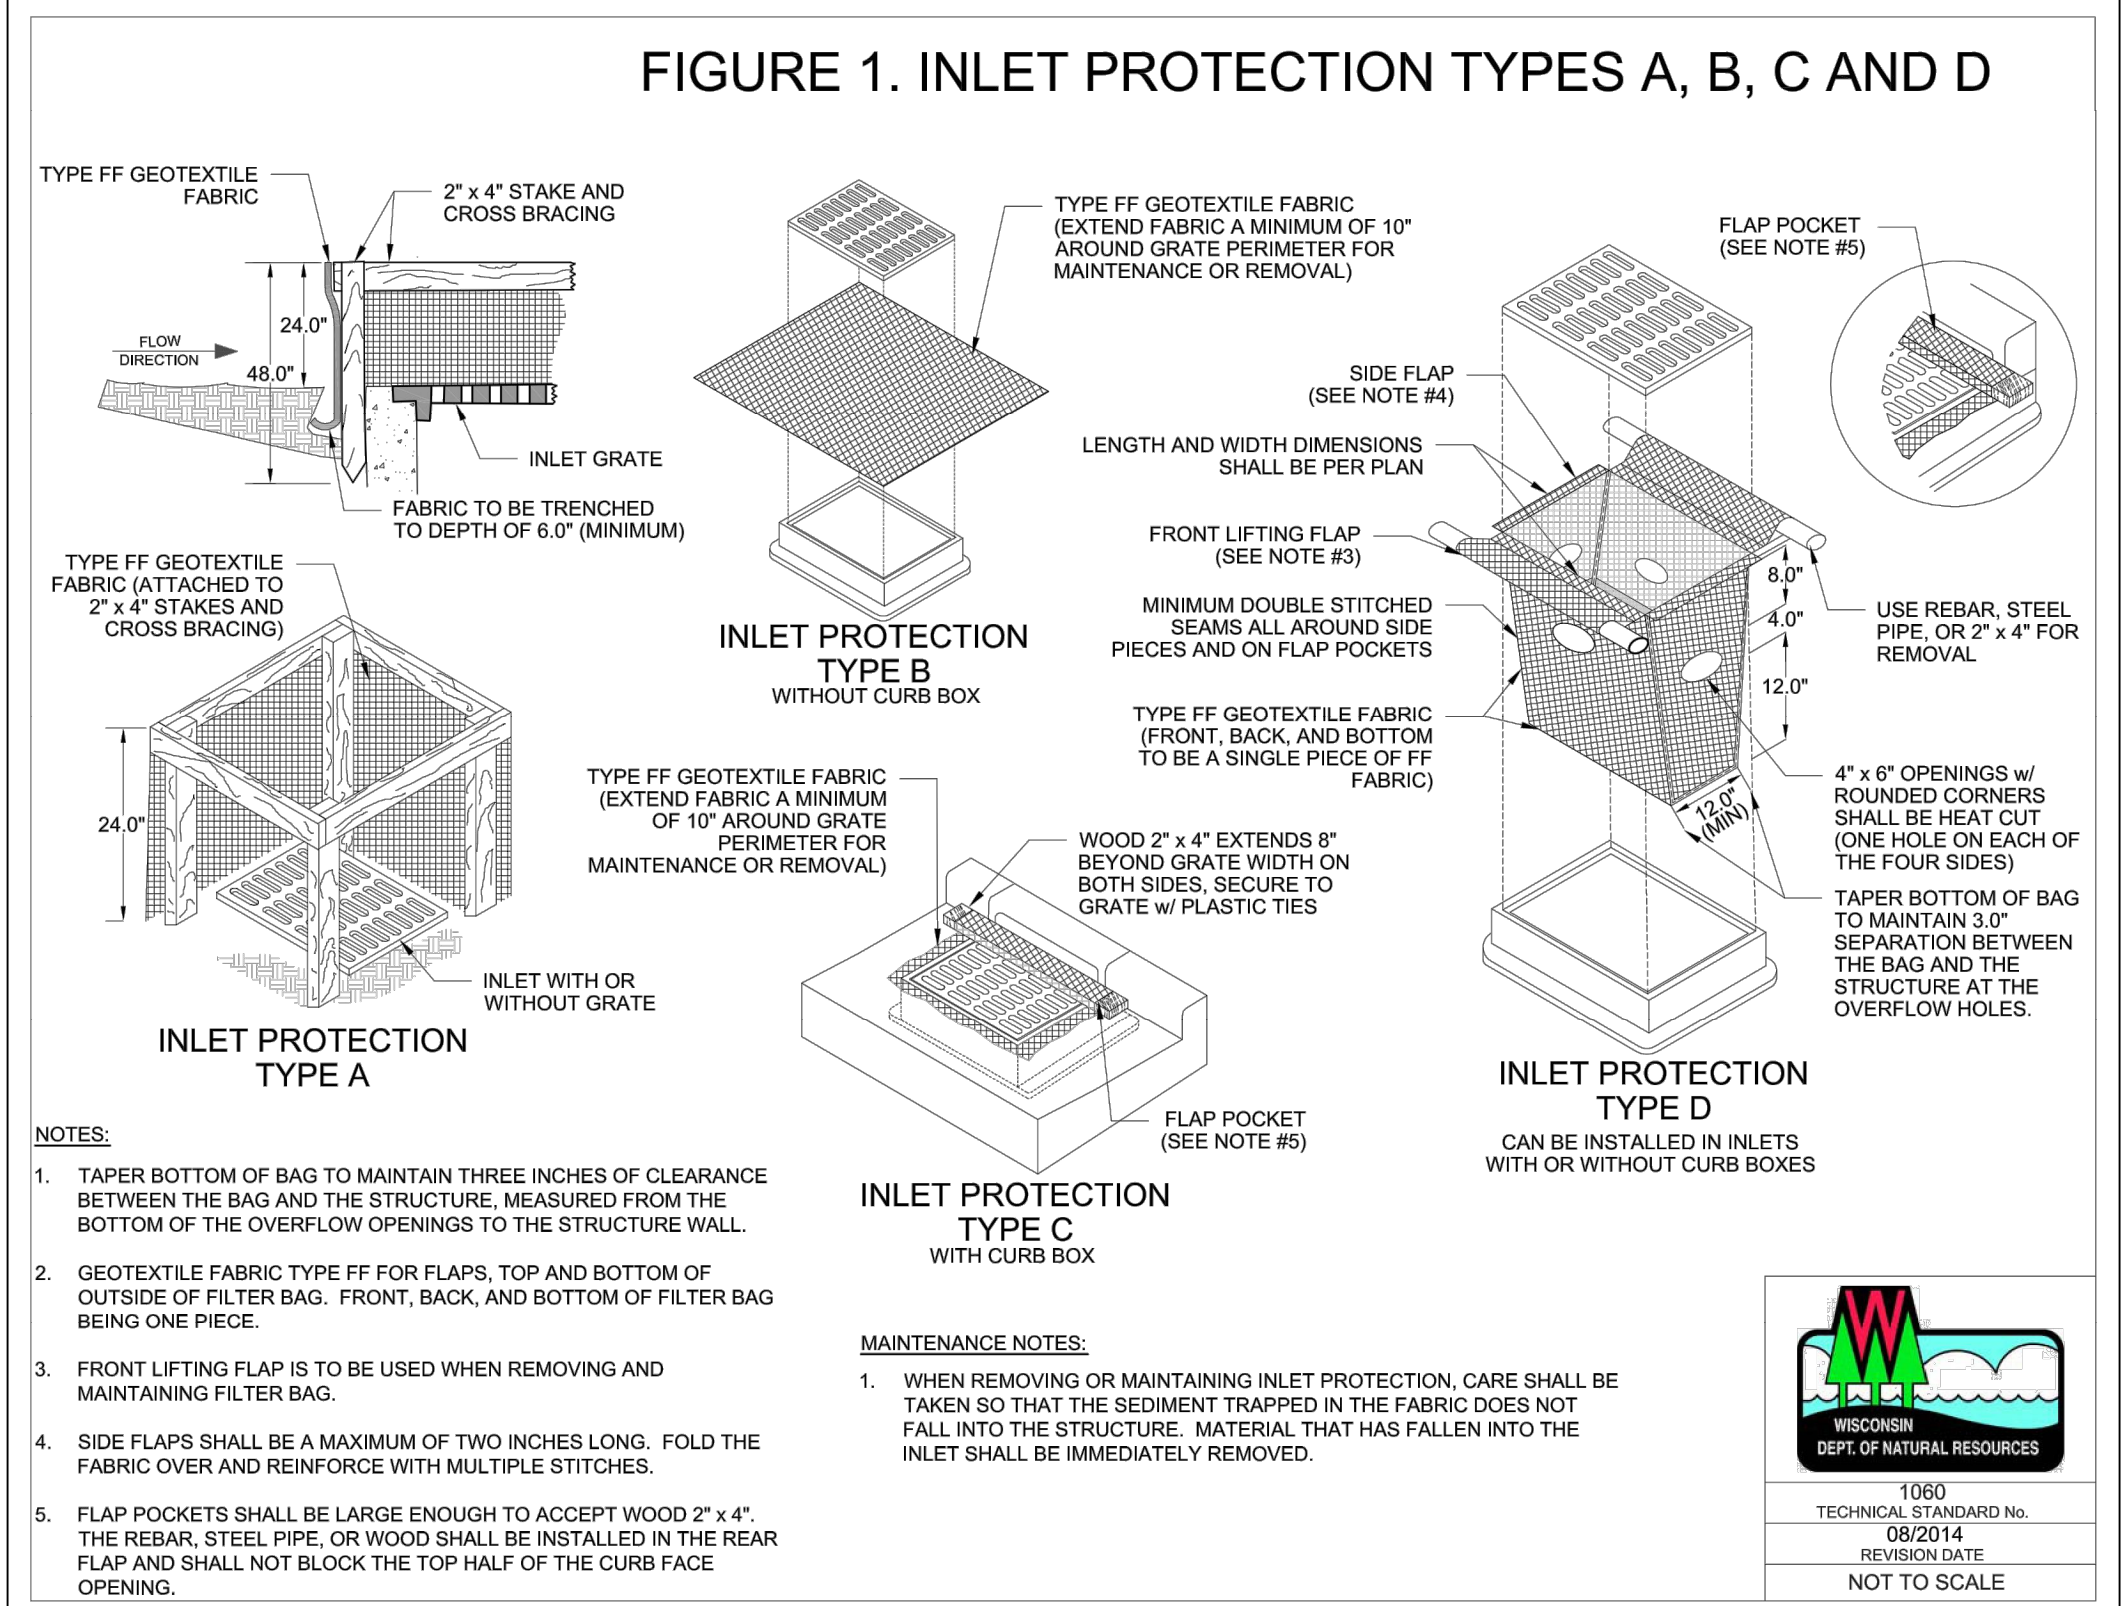 FIGURE 1. INLET PROTECTION TYPES A, B, C AND D
TYPE FF GEOTEXTILE
FABRIC
2" x 4" STAKE AND
CROSS BRACING
24.0"
FLOW
DIRECTION
48.0"
INLET GRATE
FABRIC TO BE TRENCHED
TO DEPTH OF 6.0" (MINIMUM)
TYPE FF GEOTEXTILE
FABRIC (ATTACHED TO
2" x 4" STAKES AND
CROSS BRACING)
24.0"
INLET WITH OR
WITHOUT GRATE
INLET PROTECTION
TYPE A
TYPE FF GEOTEXTILE FABRIC
(EXTEND FABRIC A MINIMUM OF 10"
AROUND GRATE PERIMETER FOR
MAINTENANCE OR REMOVAL)
INLET PROTECTION
TYPE B
WITHOUT CURB BOX
TYPE FF GEOTEXTILE FABRIC
(EXTEND FABRIC A MINIMUM
OF 10" AROUND GRATE
PERIMETER FOR
MAINTENANCE OR REMOVAL)
WOOD 2" x 4" EXTENDS 8"
BEYOND GRATE WIDTH ON
BOTH SIDES, SECURE TO
GRATE w/ PLASTIC TIES
FLAP POCKET
(SEE NOTE #5)
INLET PROTECTION
TYPE C
WITH CURB BOX
FLAP POCKET
(SEE NOTE #5)
SIDE FLAP
(SEE NOTE #4)
LENGTH AND WIDTH DIMENSIONS
SHALL BE PER PLAN
FRONT LIFTING FLAP
(SEE NOTE #3)
MINIMUM DOUBLE STITCHED
SEAMS ALL AROUND SIDE
PIECES AND ON FLAP POCKETS
TYPE FF GEOTEXTILE FABRIC
(FRONT, BACK, AND BOTTOM
TO BE A SINGLE PIECE OF FF
FABRIC)
8.0"
4.0"
12.0"
12.0"
(MIN)
USE REBAR, STEEL
PIPE, OR 2" x 4" FOR
REMOVAL
4" x 6" OPENINGS w/
ROUNDED CORNERS
SHALL BE HEAT CUT
(ONE HOLE ON EACH OF
THE FOUR SIDES)
TAPER BOTTOM OF BAG
TO MAINTAIN 3.0"
SEPARATION BETWEEN
THE BAG AND THE
STRUCTURE AT THE
OVERFLOW HOLES.
INLET PROTECTION
TYPE D
CAN BE INSTALLED IN INLETS
WITH OR WITHOUT CURB BOXES
NOTES:
1. TAPER BOTTOM OF BAG TO MAINTAIN THREE INCHES OF CLEARANCE
BETWEEN THE BAG AND THE STRUCTURE, MEASURED FROM THE
BOTTOM OF THE OVERFLOW OPENINGS TO THE STRUCTURE WALL.
2. GEOTEXTILE FABRIC TYPE FF FOR FLAPS, TOP AND BOTTOM OF
OUTSIDE OF FILTER BAG. FRONT, BACK, AND BOTTOM OF FILTER BAG
BEING ONE PIECE.
3. FRONT LIFTING FLAP IS TO BE USED WHEN REMOVING AND
MAINTAINING FILTER BAG.
4. SIDE FLAPS SHALL BE A MAXIMUM OF TWO INCHES LONG. FOLD THE
FABRIC OVER AND REINFORCE WITH MULTIPLE STITCHES.
5. FLAP POCKETS SHALL BE LARGE ENOUGH TO ACCEPT WOOD 2" x 4".
THE REBAR, STEEL PIPE, OR WOOD SHALL BE INSTALLED IN THE REAR
FLAP AND SHALL NOT BLOCK THE TOP HALF OF THE CURB FACE
OPENING.
MAINTENANCE NOTES:
1. WHEN REMOVING OR MAINTAINING INLET PROTECTION, CARE SHALL BE
TAKEN SO THAT THE SEDIMENT TRAPPED IN THE FABRIC DOES NOT
FALL INTO THE STRUCTURE. MATERIAL THAT HAS FALLEN INTO THE
INLET SHALL BE IMMEDIATELY REMOVED.
W
WISCONSIN
DEPT. OF NATURAL RESOURCES
1060
TECHNICAL STANDARD No.
08/2014
REVISION DATE
NOT TO SCALE